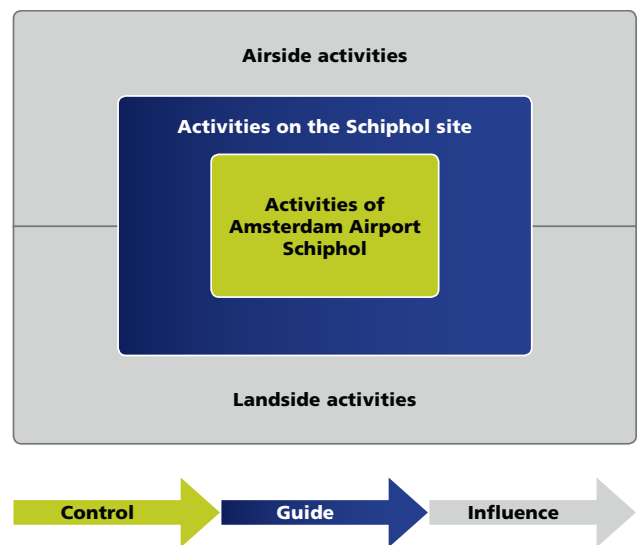 Airside activities
Activities on the Schiphol site
Activities of
Amsterdam Airport
Schiphol
Landside activities
Control
Guide
Influence